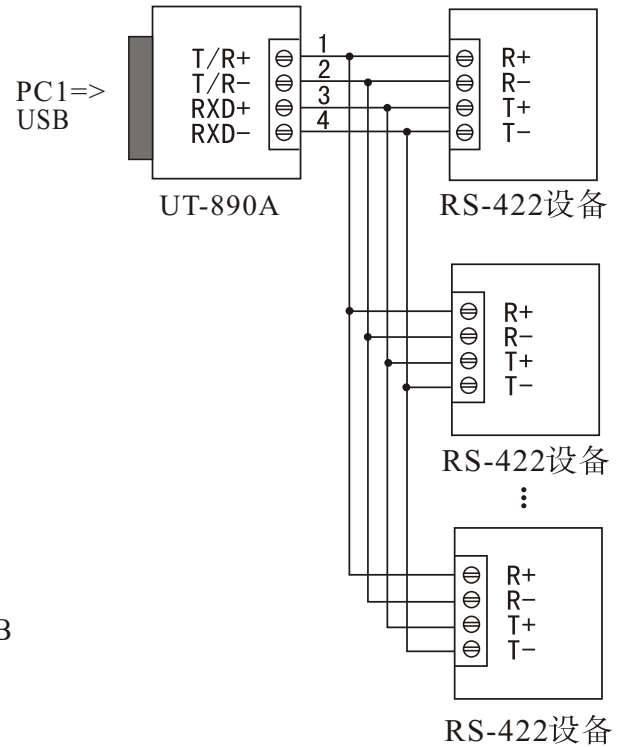 PC1=>
USB
T/R+
T/R-
RXD+
RXD-
1
2
3
4
UT-890A
R+
R-
T+
T-
RS-422设备
R+
R-
T+
T-
RS-422设备
R+
R-
T+
T-
RS-422设备